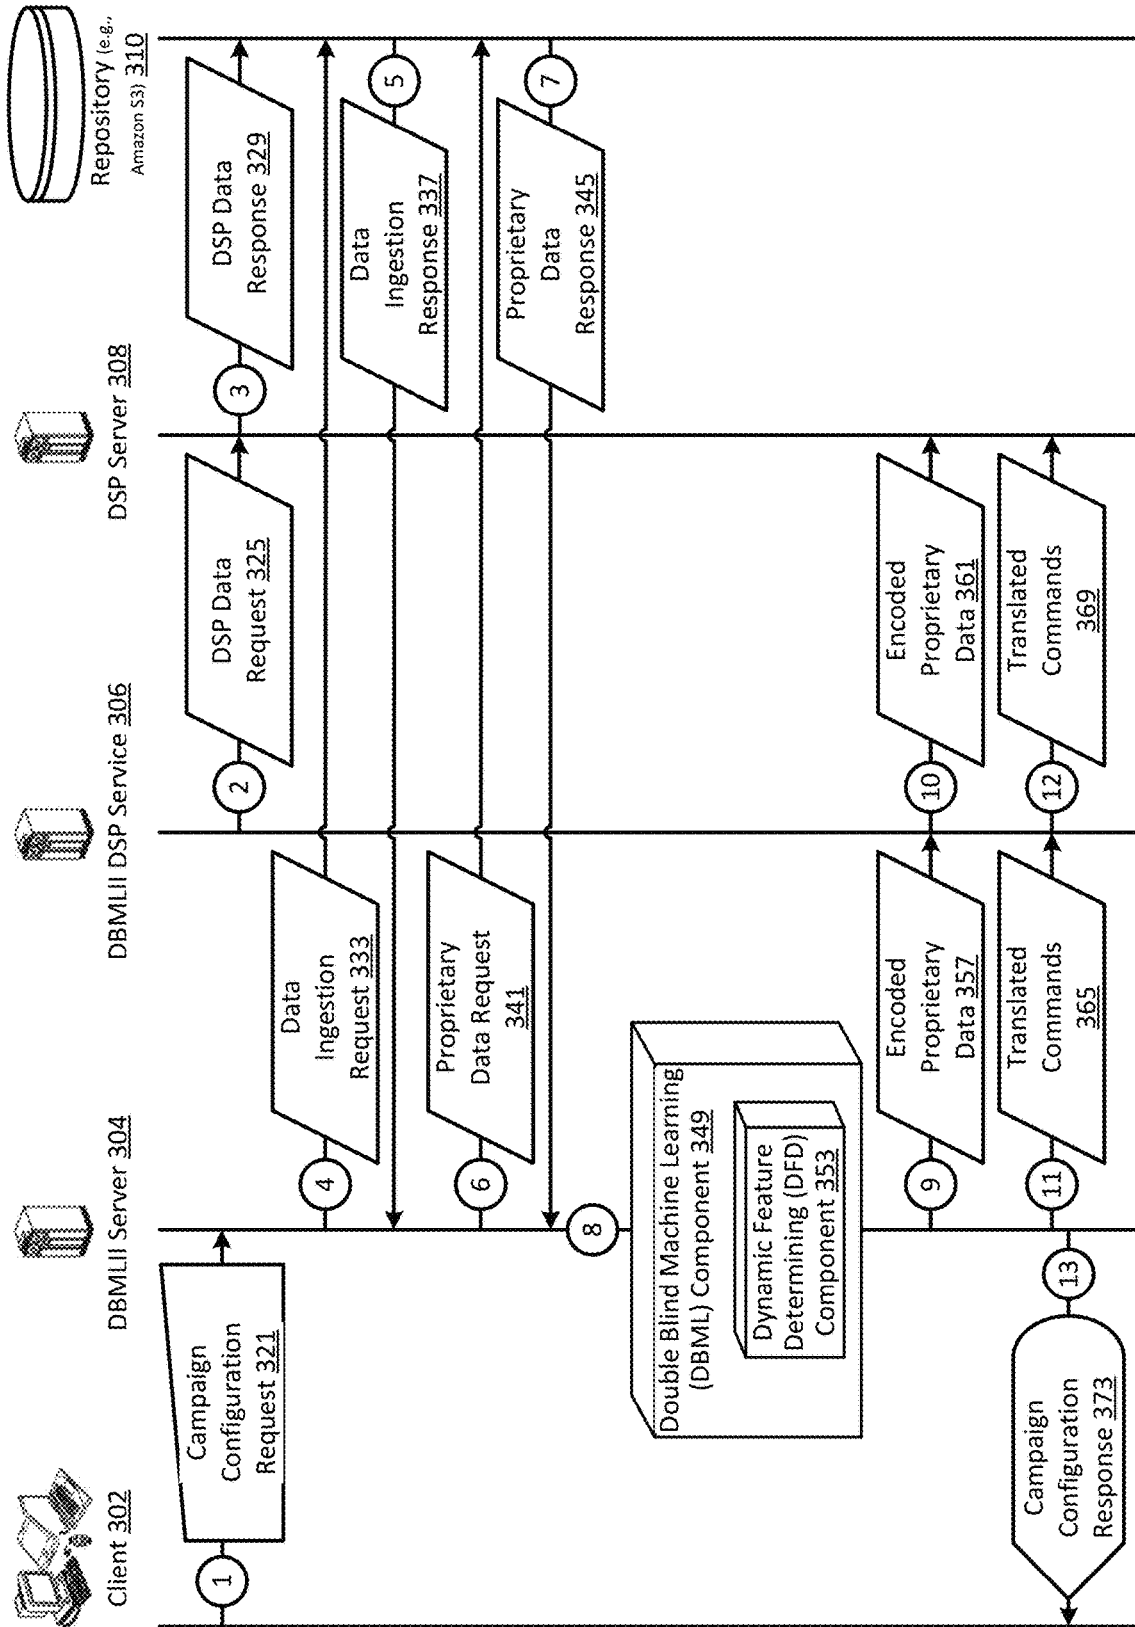 Client 302
DBMLII Server 304
DBMLII DSP Service 306
DSP Server 308
Repository (e.g.,
Amazon S3) 310
1
Campaign
Configuration
Request 321
2
DSP Data
Request 325
3
DSP Data
Response 329
4
Data
Ingestion
Request 333
5
Data
Ingestion
Response 337
6
Proprietary
Data Request
341
7
Proprietary
Data
Response 345
8
Double Blind Machine Learning
(DBML) Component 349
Dynamic Feature
Determining (DFD)
Component 353
9
Encoded
Proprietary
Data 357
10
Encoded
Proprietary
Data 361
11
Translated
Commands
365
12
Translated
Commands
369
13
Campaign
Configuration
Response 373